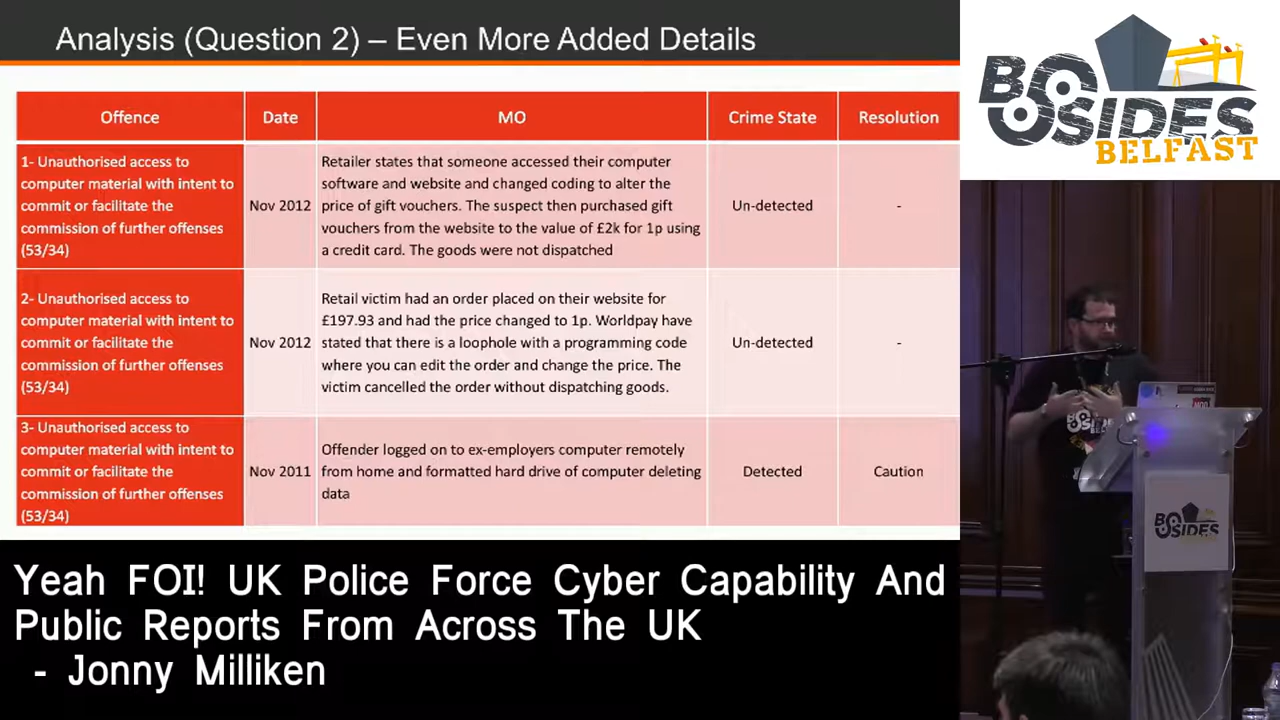 Analysis (Question 2) – Even More Added Details
Offence
Date
MO
Crime State
Resolution
1- Unauthorised access to
computer material with intent to
commit or facilitate the
commission of further offenses
(53/34)
Nov 2012
Retailer states that someone accessed their computer
software and website and changed coding to alter the
price of gift vouchers. The suspect then purchased gift
vouchers from the website to the value of £2k for 1p using
a credit card. The goods were not dispatched
Un-detected
-
2- Unauthorised access to
computer material with intent to
commit or facilitate the
commission of further offenses
(53/34)
Nov 2012
Retail victim had an order placed on their website for
£197.93 and had the price changed to 1p. Worldpay have
stated that there is a loophole with a programming code
where you can edit the order and change the price. The
victim cancelled the order without dispatching goods.
Un-detected
-
3- Unauthorised access to
computer material with intent to
commit or facilitate the
commission of further offenses
(53/34)
Nov 2011
Offender logged on to ex-employers computer remotely
from home and formatted hard drive of computer deleting
data
Detected
Caution
BSIDES
BELFAST
BSIDES
Yeah FOI! UK Police Force Cyber Capability And
Public Reports From Across The UK
- Jonny Milliken